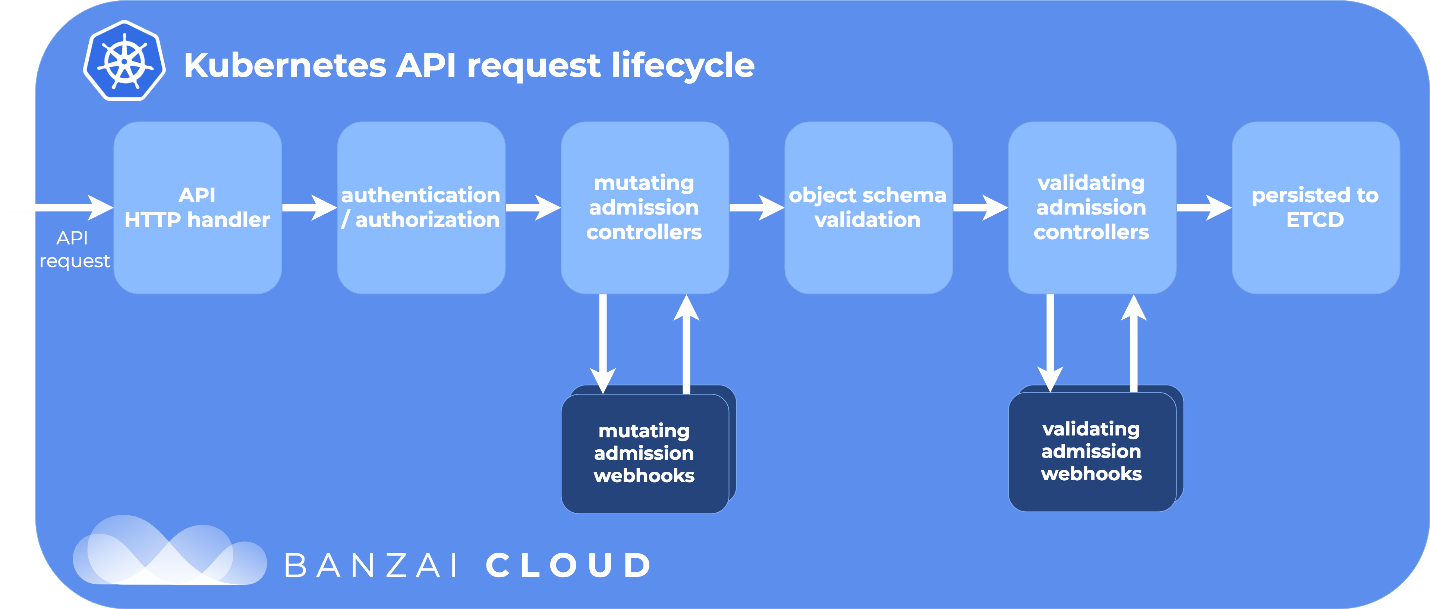 Kubernetes API request lifecycle
API
request
API
HTTP handler
authentication
/ authorization
mutating
admission
controllers
object schema
validation
validating
admission
controllers
persisted to
ETCD
mutating
admission
webhooks
validating
admission
webhooks
BANZAI CLOUD